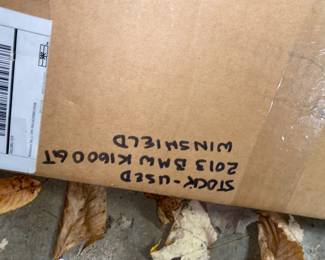 STOCK-USED
2013 BMW K1600GT
WINSHIELD